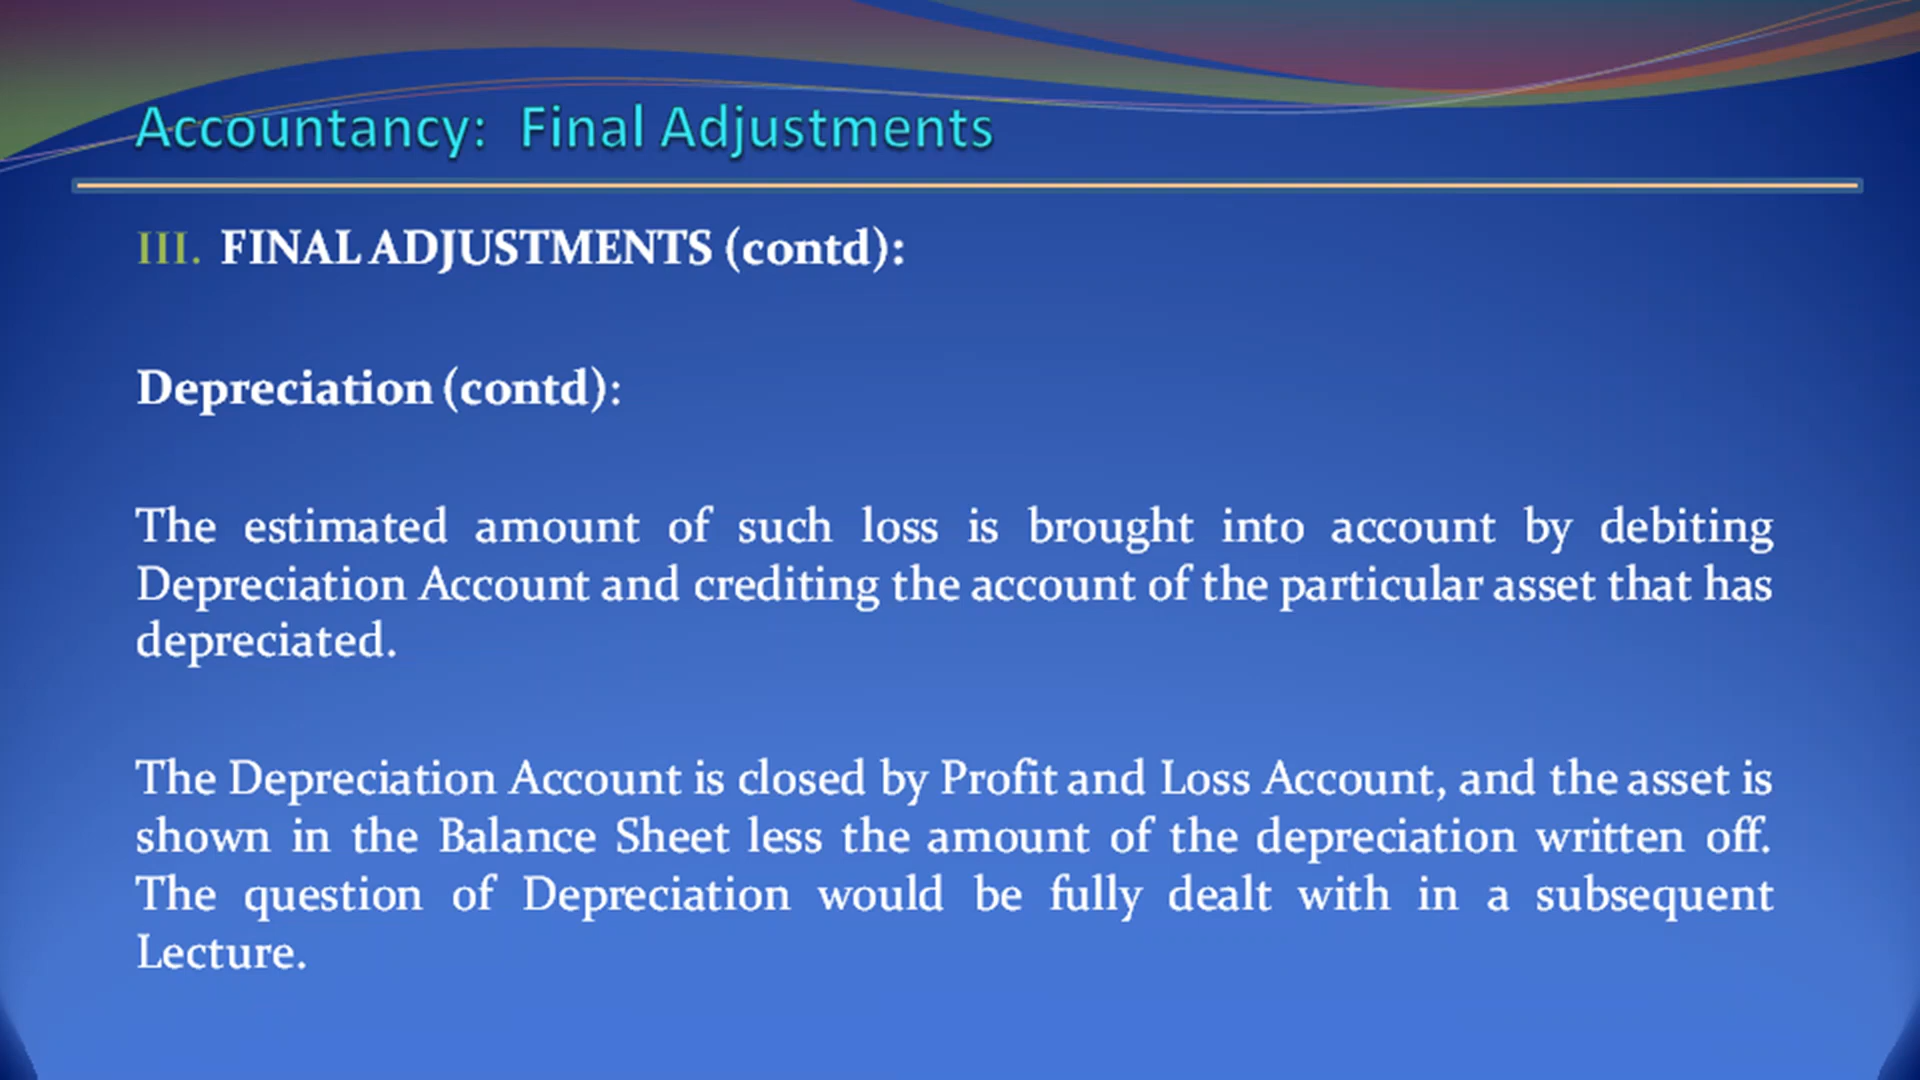 Accountancy: Final Adjustments
III. FINAL ADJUSTMENTS (contd):
Depreciation (contd):
The estimated amount of such loss is brought into account by debiting
Depreciation Account and crediting the account of the particular asset that has
depreciated.
The Depreciation Account is closed by Profit and Loss Account, and the asset is
shown in the Balance Sheet less the amount of the depreciation written off.
The question of Depreciation would be fully dealt with in a subsequent
Lecture.